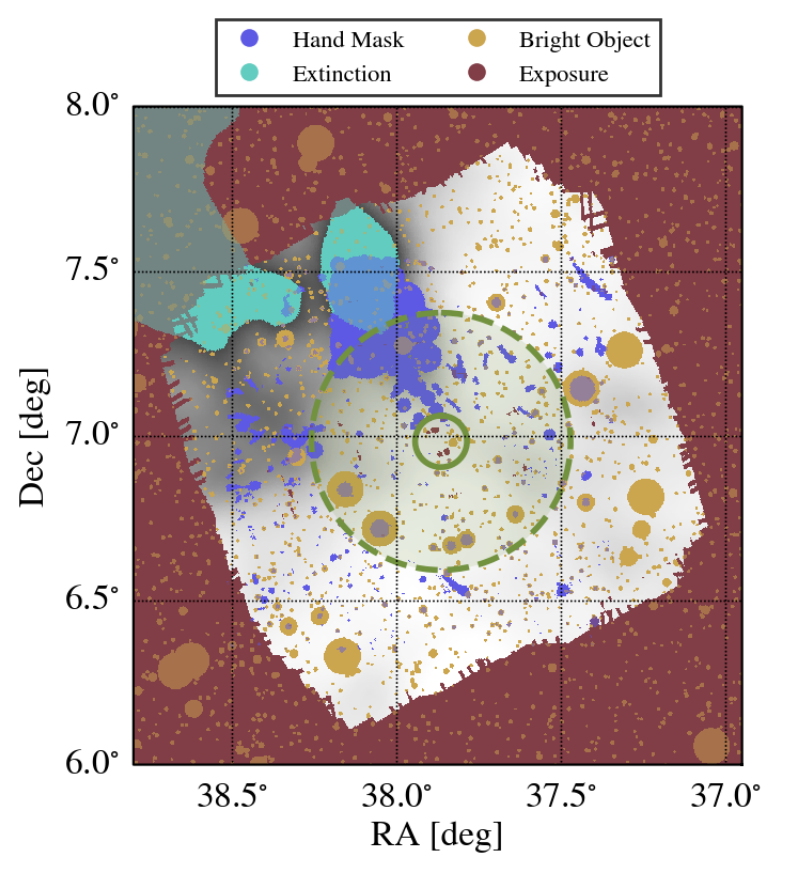 Hand Mask Bright Object
Extinction Exposure
8.0°
7.5°
7.0°
6.5°
6.0°
Dec [deg]
38.5° 38.0° 37.5° 37.0°
RA [deg]